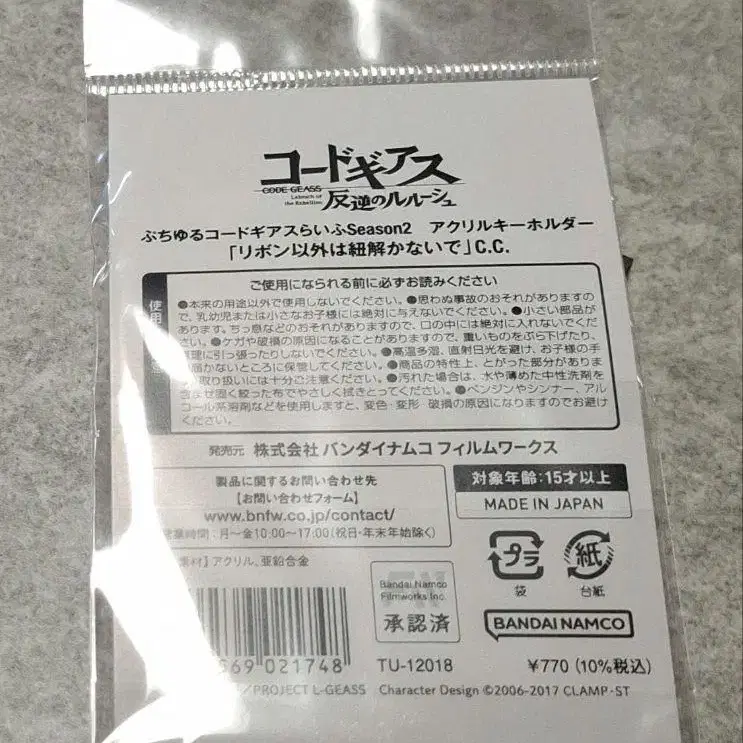 コードギアス
CODE GEASS
Lelouch of
the Rebellion
反逆のルルーシュ
ぷちゆるコードギアスらいふSeason2 アクリルキーホルダー
「リボン以外は紐解かないで」C.C.
ご使用になられる前に必ずお読みください
使用
●本来の用途以外で使用しないでください。●思わぬ事故のおそれがありますの
で、乳幼児または小さなお子様には絶対に与えないでください。●小さい部品が
あります。ちっ息などのおそれがありますので、口の中には絶対に入れないでくだ
さい。●ケガや破損の原因になることがありますので、重いものをぶら下げたり、
無理に引っ張ったりしないでください。●高温多湿、直射日光を避け、お子様の手
の届かないところに保管してください。●商品の特性上、とがった部分がありま
取り扱いには十分ご注意ください。●汚れた場合は、水や薄めた中性洗剤を
含ませ固く絞った布でやさしく拭きとってください。●ベンジンやシンナー、アル
コール系溶剤などを使用しますと、変色・変形・破損の原因になりますのでお避け
ください。
発売元 株式会社 バンダイナムコ フィルムワークス
製品に関するお問い合わせ先
【お問い合わせフォーム】
www.bnfw.co.jp/contact/
営業時間：月〜金10:00〜17:00(祝日・年末年始除く)
対象年齢：15才以上
MADE IN JAPAN
素材】アクリル、亜鉛合金
プラ
袋
紙
台紙
Bandai Namco
Filmworks Inc.
承認済
BANDAI NAMCO
569 021748
TU-12018
¥770 (10%税込)
/PROJECT L-GEASS Character Design ©2006-2017 CLAMP・ST